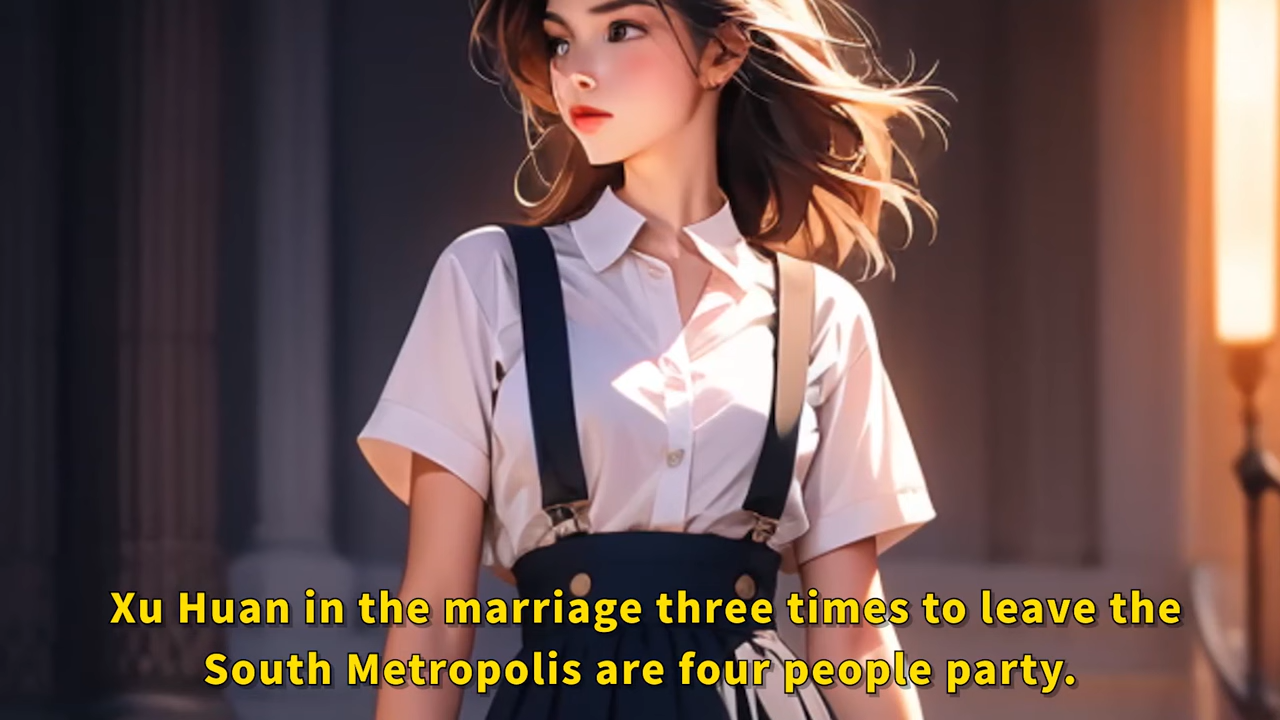 Xu Huan in the marriage three times to leave the
South Metropolis are four people party.